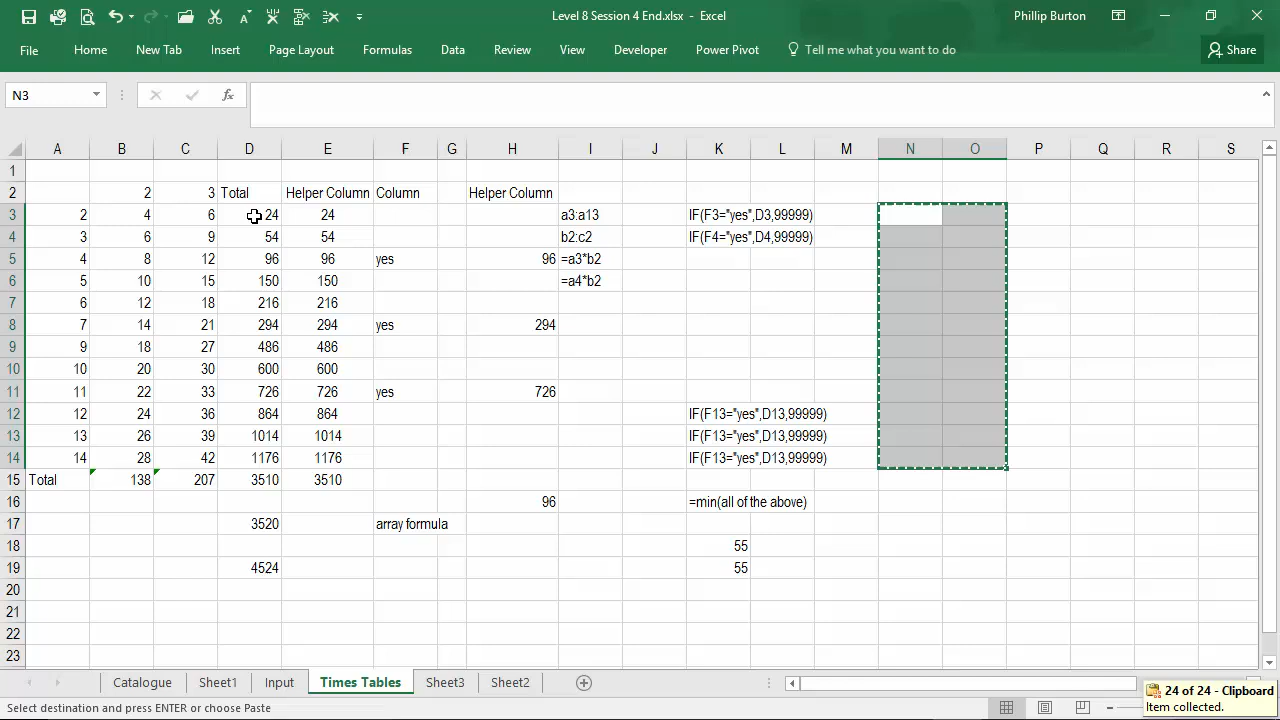 Level 8 Session 4 End.xlsx - Excel
Phillip Burton
File Home New Tab Insert Page Layout Formulas Data Review View Developer Power Pivot Tell me what you want to do Share
N3 fx
A B C D E F G H I J K L M N O P Q R S
1
2 2 3 Total Helper Column Column Helper Column
3 2 4 6 24 24 a3:a13 IF(F3="yes",D3,99999)
4 3 6 9 54 54 b2:c2 IF(F4="yes",D4,99999)
5 4 8 12 96 96 yes 96 =a3*b2
6 5 10 15 150 150 =a4*b2
7 6 12 18 216 216
8 7 14 21 294 294 yes 294
9 9 18 27 486 486
10 10 20 30 600 600
11 11 22 33 726 726 yes 726
12 12 24 36 864 864 IF(F13="yes",D13,99999)
13 13 26 39 1014 1014 IF(F13="yes",D13,99999)
14 14 28 42 1176 1176 IF(F13="yes",D13,99999)
15 Total 138 207 3510 3510
16 96 =min(all of the above)
17 3520 array formula
18 55
19 4524 55
20
21
22
23
Catalogue Sheet1 Input Times Tables Sheet3 Sheet2
24 of 24 - Clipboard
Item collected.
Select destination and press ENTER or choose Paste